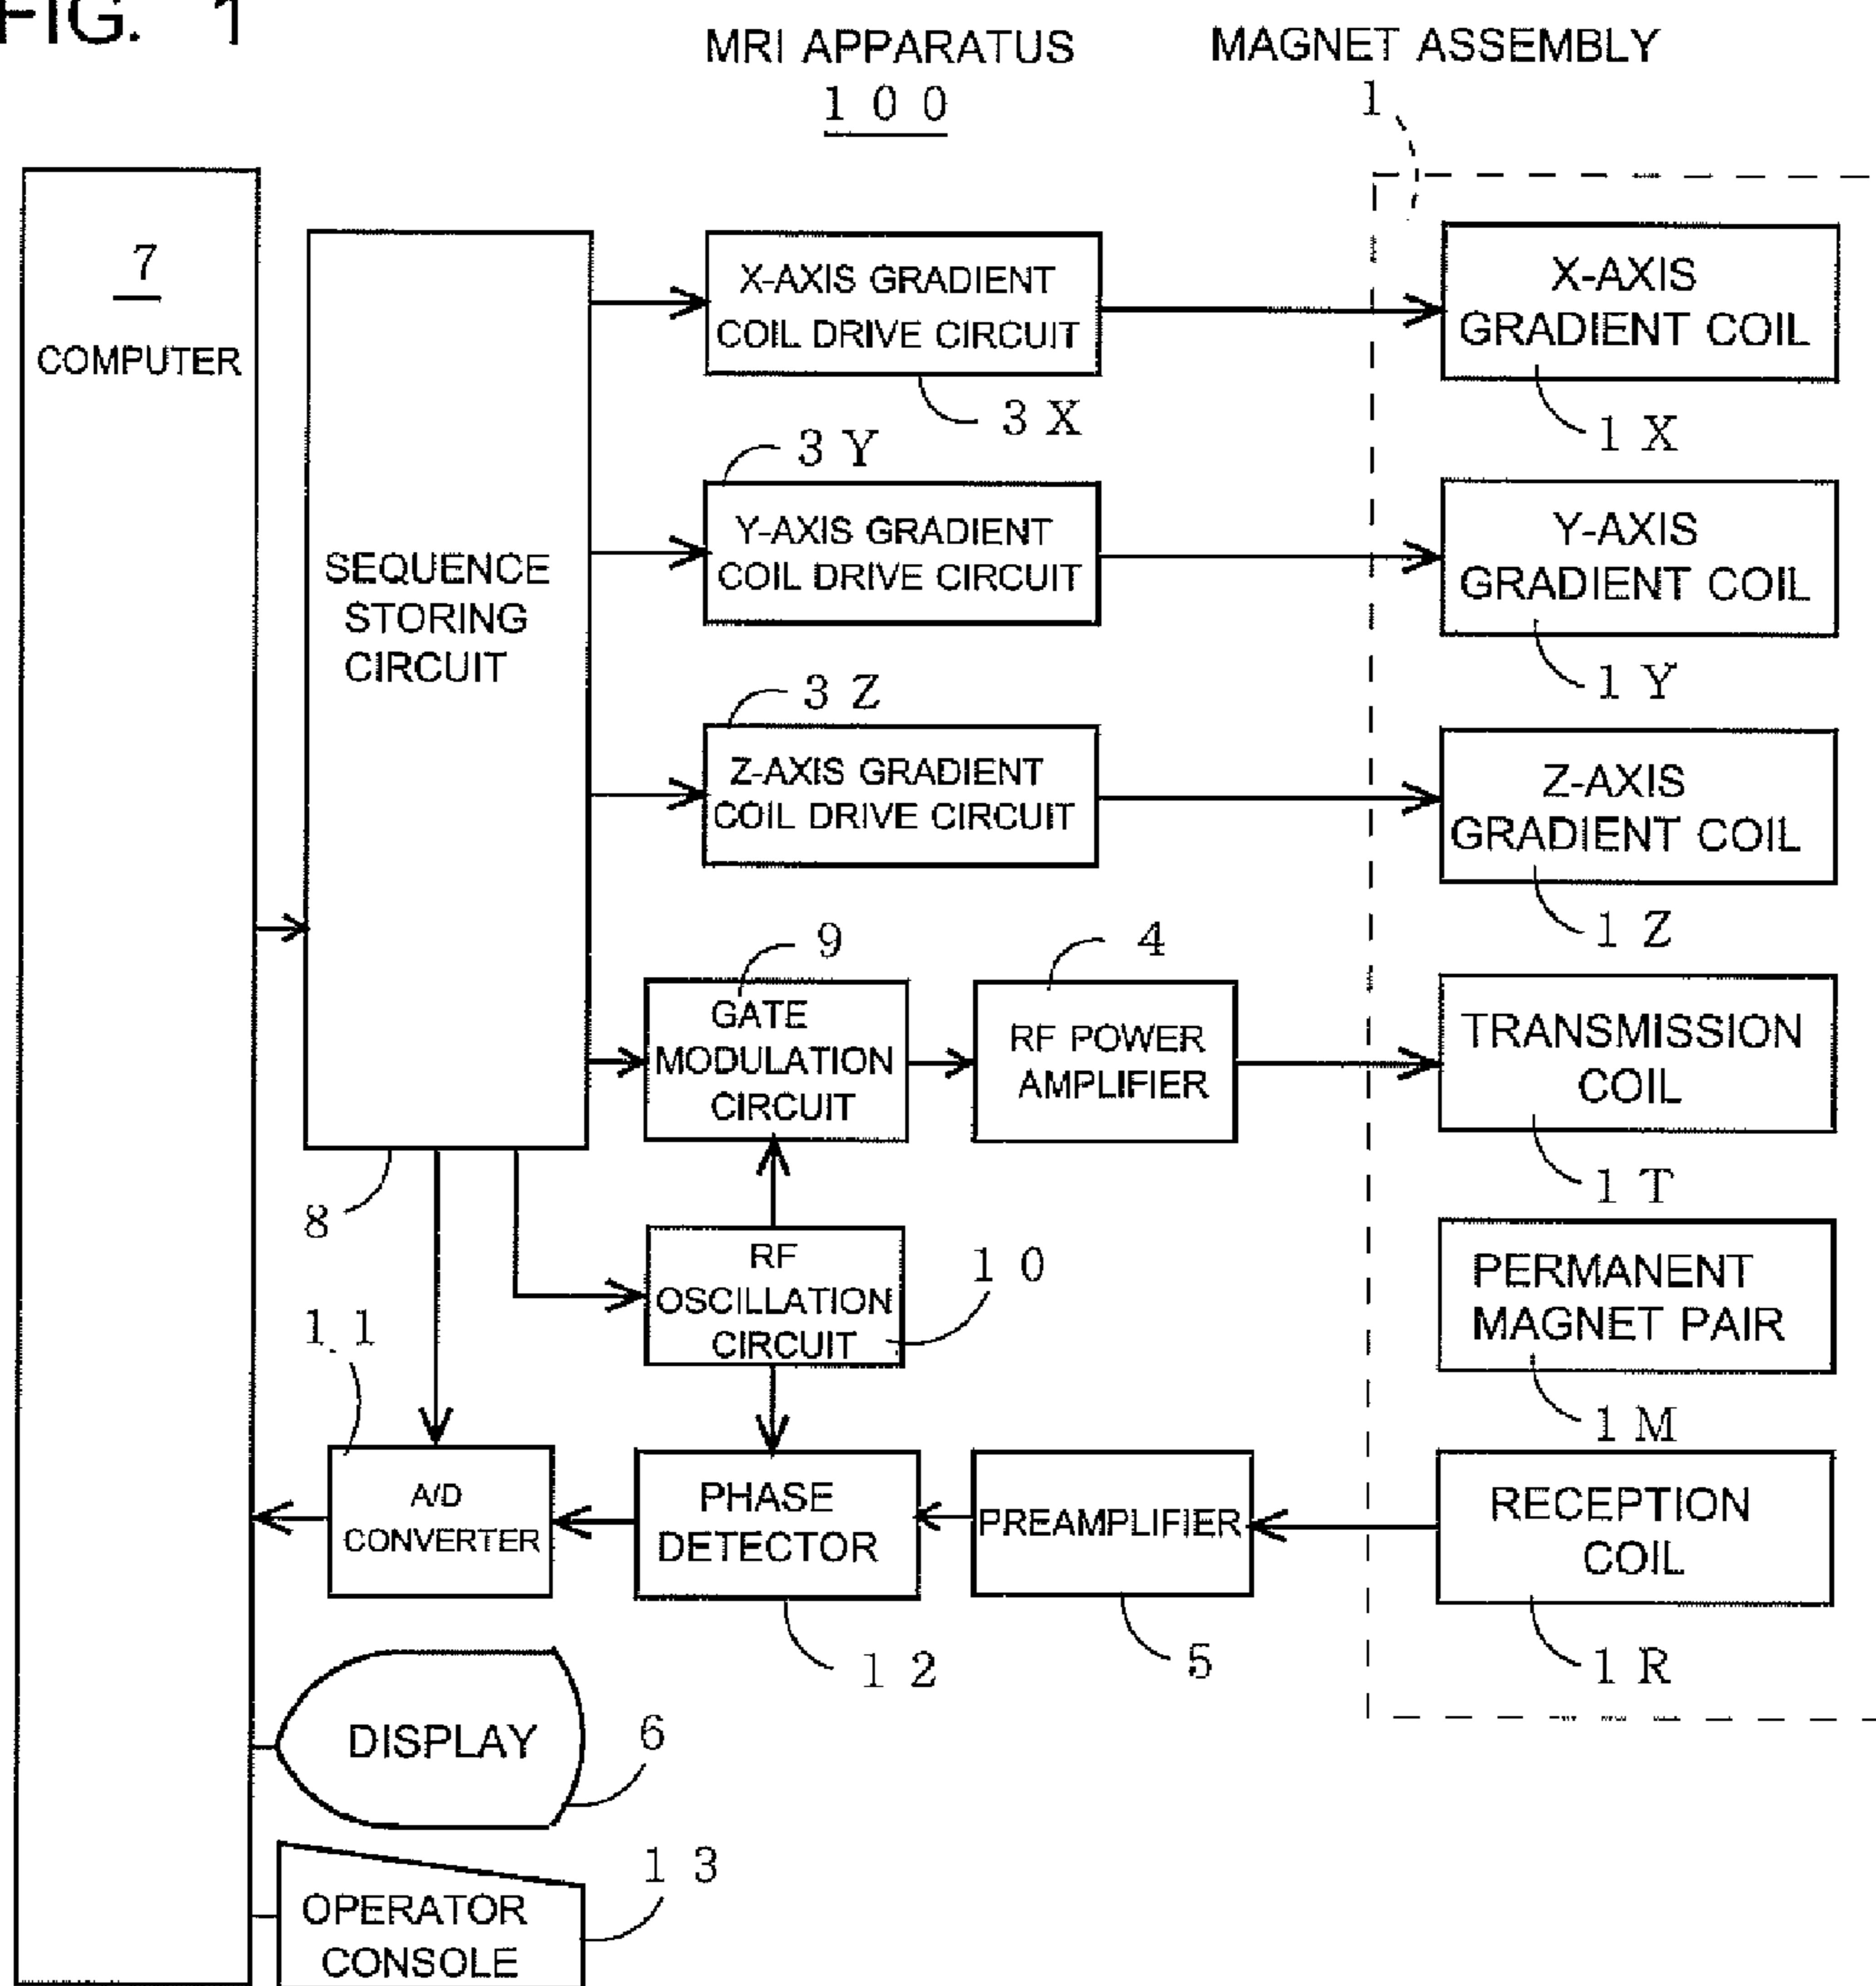 FIG. 1
MRI APPARATUS
100
MAGNET ASSEMBLY
1
7
COMPUTER
SEQUENCE
STORING
CIRCUIT
8
X-AXIS GRADIENT
COIL DRIVE CIRCUIT
3X
X-AXIS
GRADIENT COIL
1X
3Y
Y-AXIS GRADIENT
COIL DRIVE CIRCUIT
Y-AXIS
GRADIENT COIL
1Y
3Z
Z-AXIS GRADIENT
COIL DRIVE CIRCUIT
Z-AXIS
GRADIENT COIL
1Z
9
GATE
MODULATION
CIRCUIT
4
RF POWER
AMPLIFIER
TRANSMISSION
COIL
1T
RF
OSCILLATION
CIRCUIT
10
PERMANENT
MAGNET PAIR
1M
11
A/D
CONVERTER
PHASE
DETECTOR
12
PREAMPLIFIER
5
RECEPTION
COIL
1R
DISPLAY
6
OPERATOR
CONSOLE
13